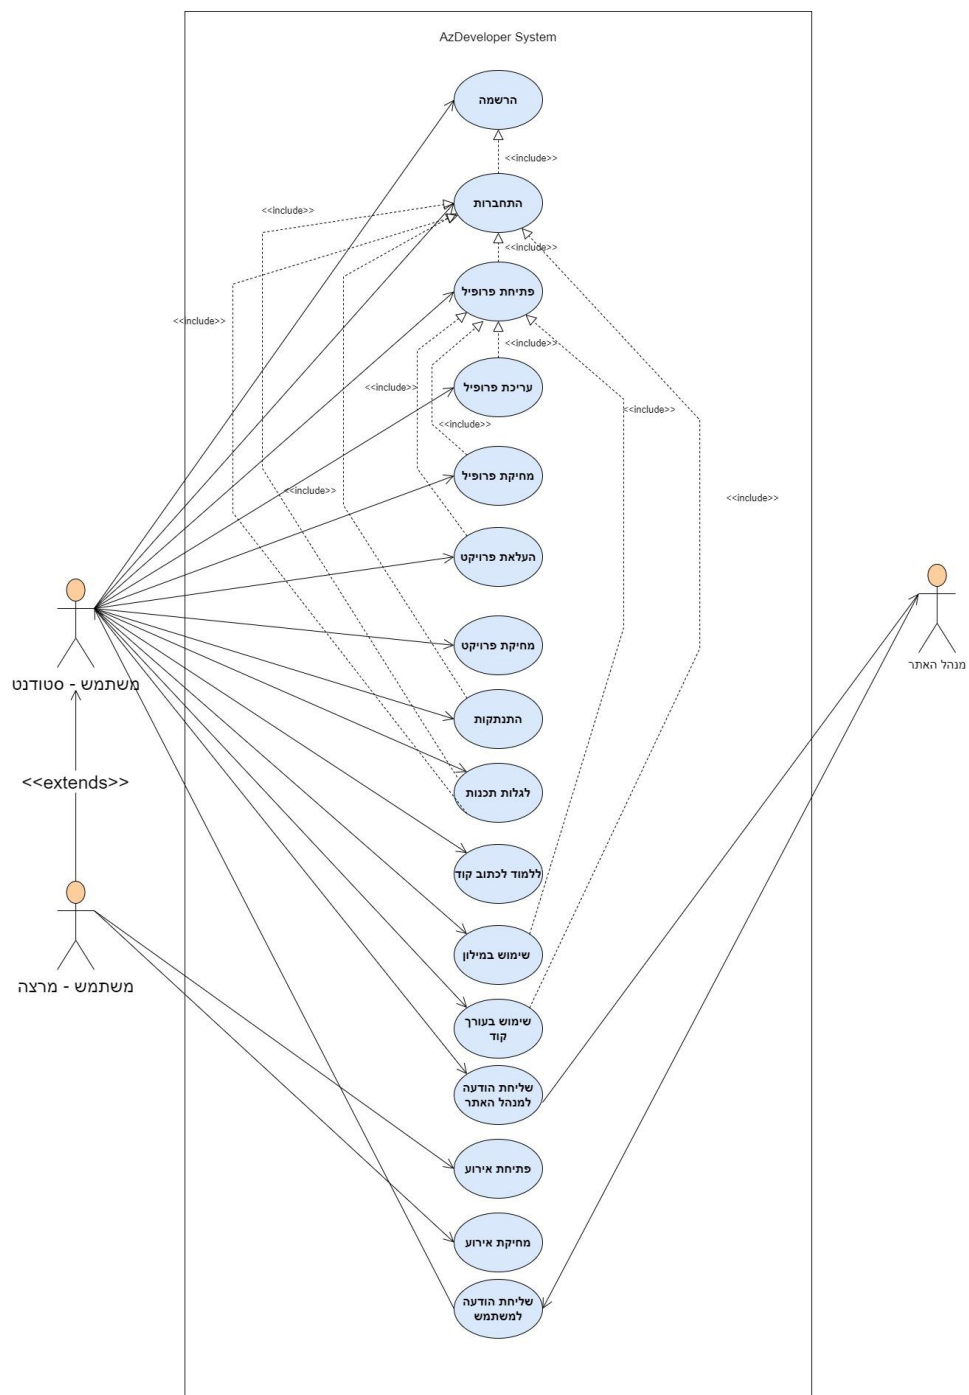 AzDeveloper System
הרשמה
<<include>>
התחברות
<<include>>
<<include>>
פתיחת פרופיל
<<include>>
<<include>>
עריכת פרופיל
<<include>>
<<include>>
<<include>>
מחיקת פרופיל
<<include>>
<<include>>
העלאת פרויקט
מחיקת פרויקט
משתמש - סטודנט
מנהל האתר
התנתקות
<<extends>>
לגלות תכנות
ללמוד לכתוב קוד
שימוש במילון
משתמש - מרצה
שימוש בעורך
קוד
שליחת הודעה
למנהל האתר
פתיחת אירוע
מחיקת אירוע
שליחת הודעה
למשתמש